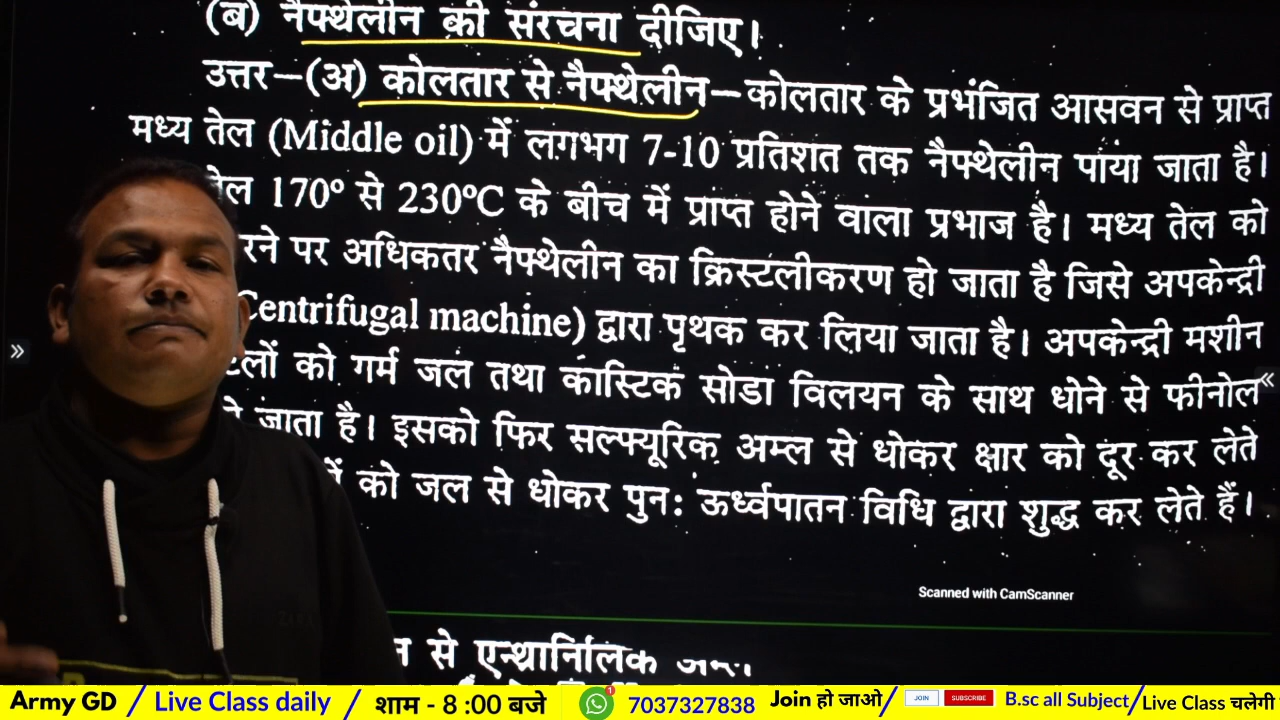 (ब) नैफ्थेलीन की संरचना दीजिए।
उत्तर–(अ) कोलतार से नैफ्थेलीन–कोलतार के प्रभंजित आसवन से प्राप्त
मध्य तेल (Middle oil) में लगभग 7-10 प्रतिशत तक नैफ्थेलीन पाया जाता है।
170° से 230°C के बीच में प्राप्त होने वाला प्रभाज है। मध्य तेल को
पर अधिकतर नैफ्थेलीन का क्रिस्टलीकरण हो जाता है जिसे अपकेन्द्री
Centrifugal machine) द्वारा पृथक कर लिया जाता है। अपकेन्द्री मशीन
को गर्म जल तथा कास्टिक सोडा विलयन के साथ धोने से फीनोल
जाता है। इसको फिर सल्फ्यूरिक अम्ल से धोकर क्षार को दूर कर लेते
को जल से धोकर पुन: ऊर्ध्वपातन विधि द्वारा शुद्ध कर लेते हैं।
Scanned with CamScanner
से एन्थ्रानिलिक
Army GD / Live Class daily / शाम - 8 :00 बजे / 1 7037327838 Join हो जाओ / JOIN SUBSCRIBE B.sc all Subject / Live Class चलेगी